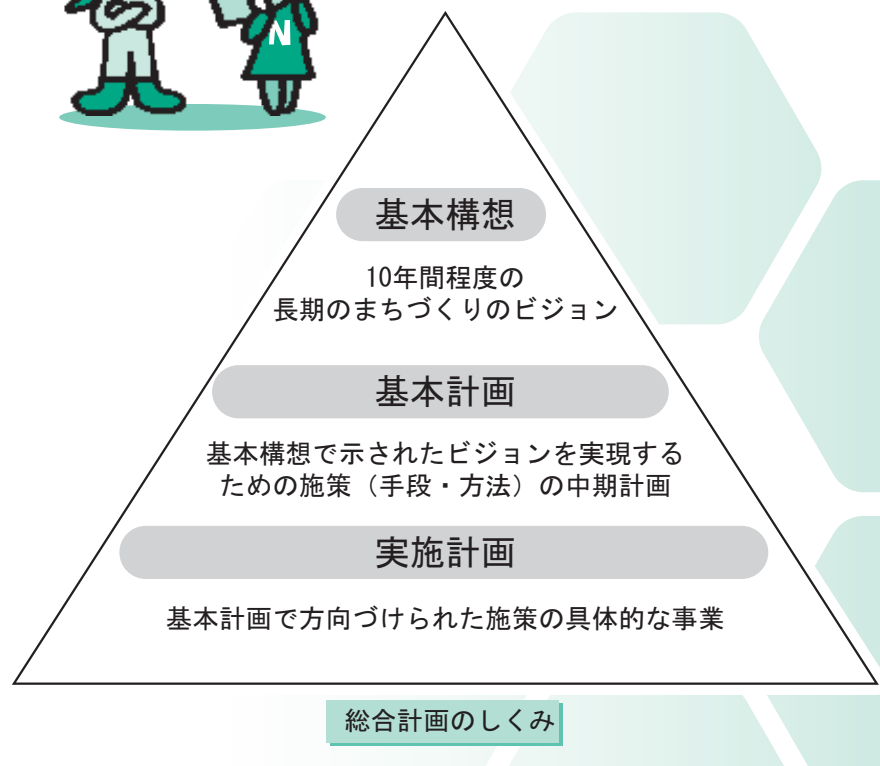 N
基本構想
10年間程度の
長期のまちづくりのビジョン
基本計画
基本構想で示されたビジョンを実現する
ための施策（手段・方法）の中期計画
実施計画
基本計画で方向づけられた施策の具体的な事業
総合計画のしくみ